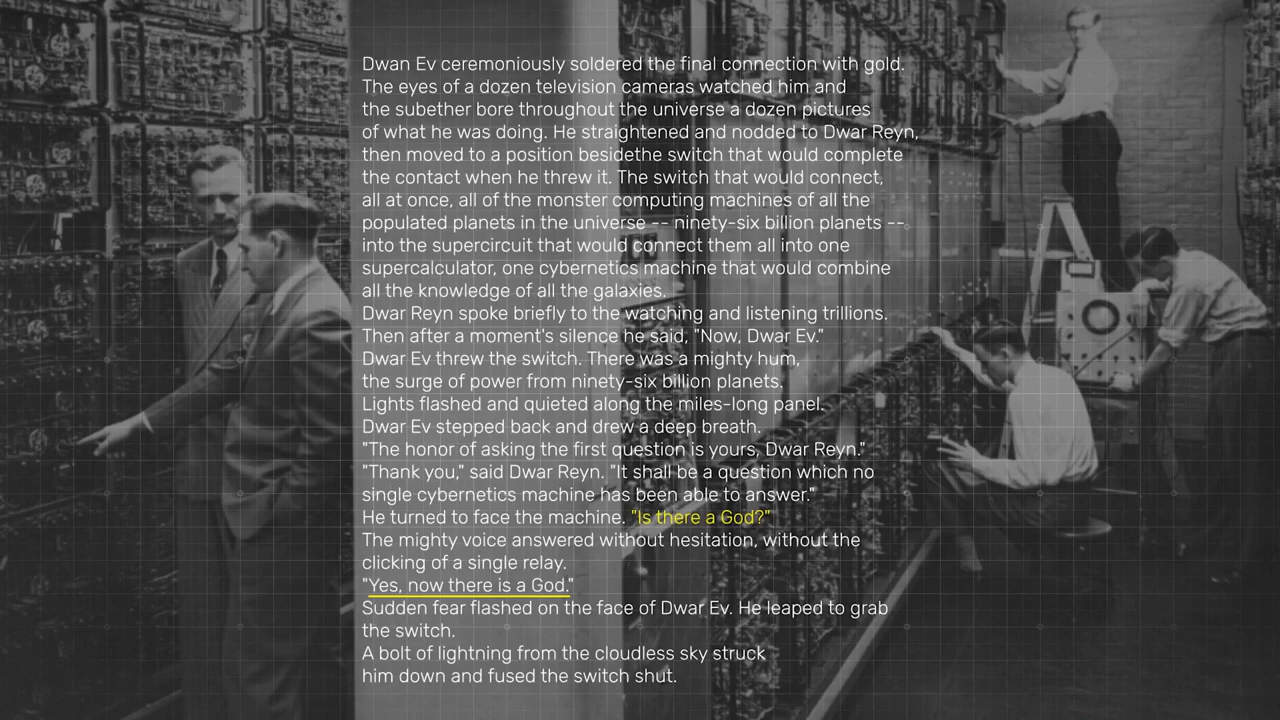 Dwan Ev ceremoniously soldered the final connection with gold.
The eyes of a dozen television cameras watched him and
the subether bore throughout the universe a dozen pictures
of what he was doing. He straightened and nodded to Dwar Reyn,
then moved to a position besidethe switch that would complete
the contact when he threw it. The switch that would connect,
all at once, all of the monster computing machines of all the
populated planets in the universe -- ninety-six billion planets --
into the supercircuit that would connect them all into one
supercalculator, one cybernetics machine that would combine
all the knowledge of all the galaxies.
Dwar Reyn spoke briefly to the watching and listening trillions.
Then after a moment's silence he said, "Now, Dwar Ev."
Dwar Ev threw the switch. There was a mighty hum,
the surge of power from ninety-six billion planets.
Lights flashed and quieted along the miles-long panel.
Dwar Ev stepped back and drew a deep breath.
"The honor of asking the first question is yours, Dwar Reyn."
"Thank you," said Dwar Reyn. "It shall be a question which no
single cybernetics machine has been able to answer."
He turned to face the machine. "Is there a God?"
The mighty voice answered without hesitation, without the
clicking of a single relay.
"Yes, now there is a God."
Sudden fear flashed on the face of Dwar Ev. He leaped to grab
the switch.
A bolt of lightning from the cloudless sky struck
him down and fused the switch shut.